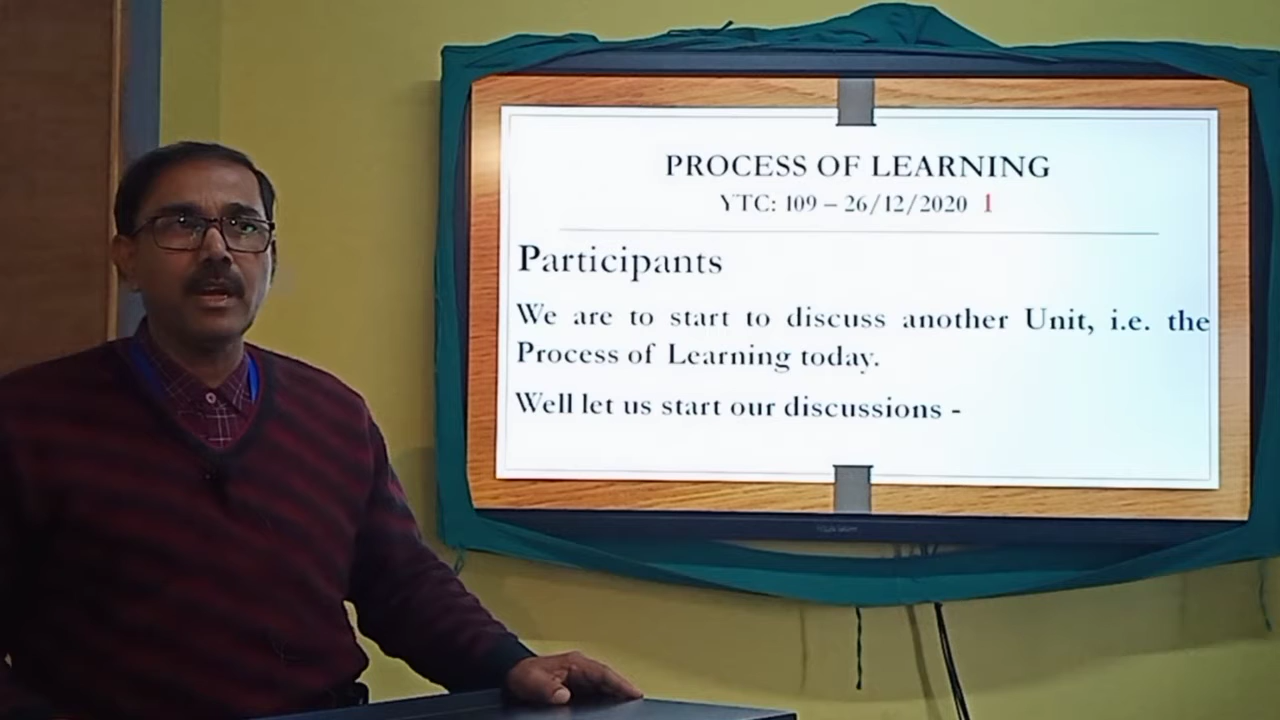 PROCESS OF LEARNING
YTC: 109 – 26/12/2020 1
Participants
We are to start to discuss another Unit, i.e. the
Process of Learning today.
Well let us start our discussions -